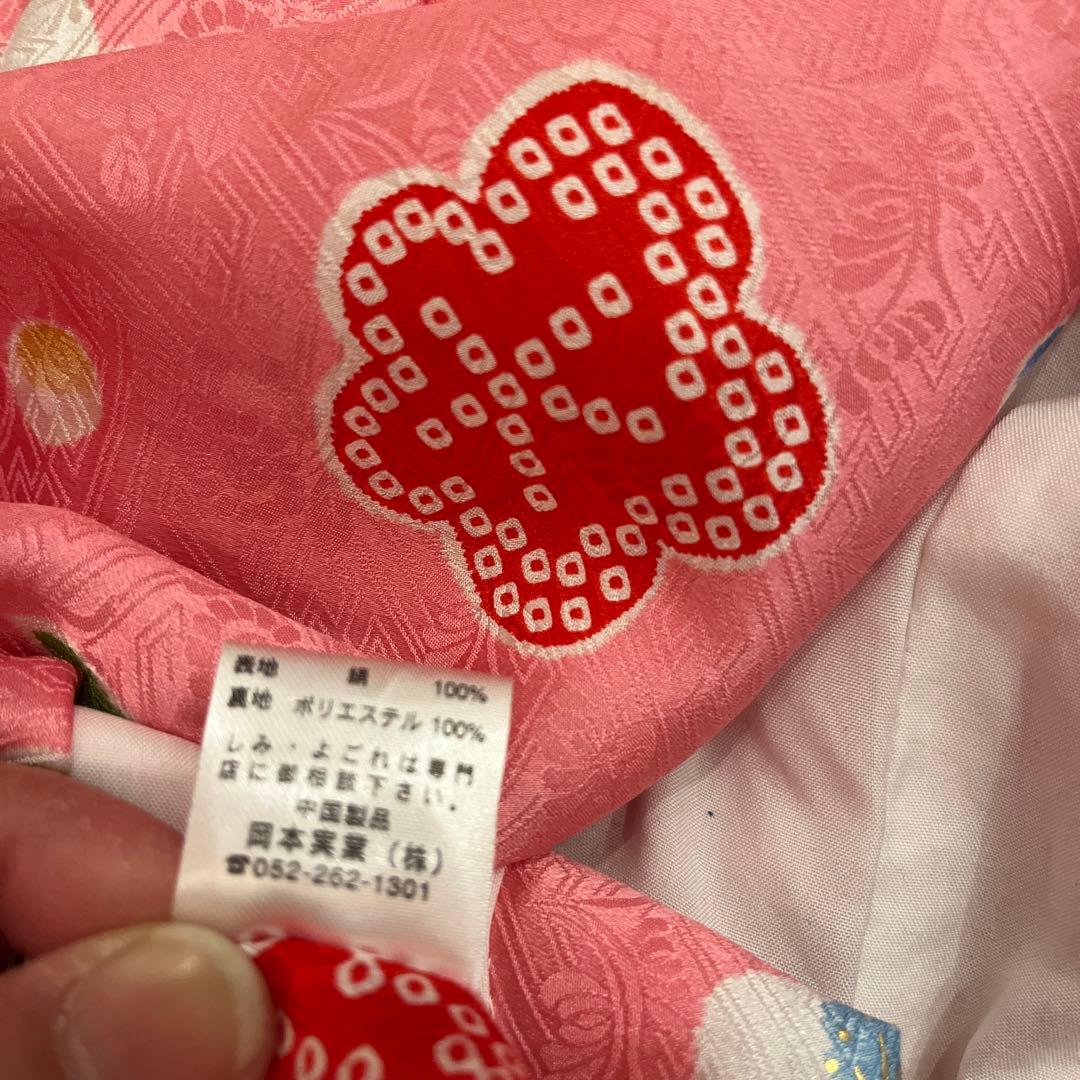 表地 絹 100%
裏地 ポリエステル 100%
しみ・よごれは専門
店に御相談下さい。
中国製品
岡本実業(株)
☎052-262-1301